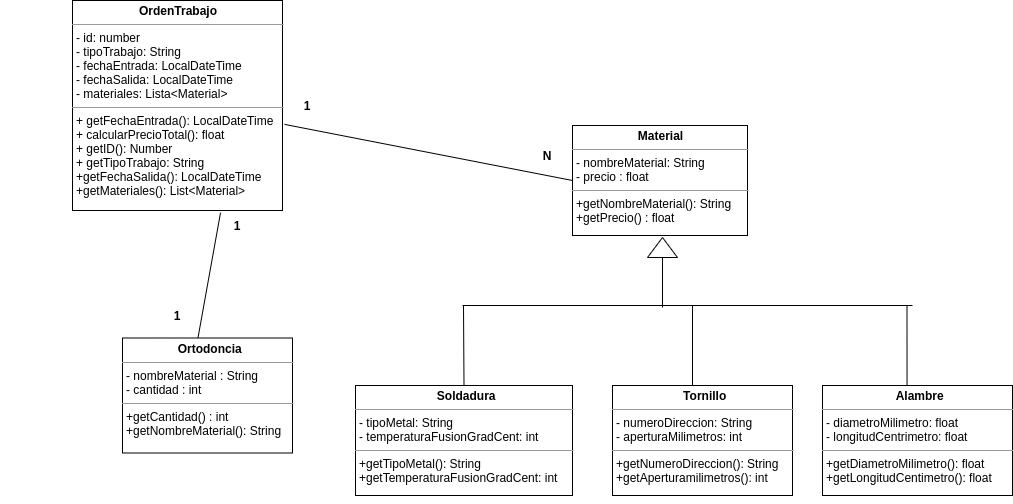 OrdenTrabajo
- id: number
- tipoTrabajo: String
- fechaEntrada: LocalDateTime
- fechaSalida: LocalDateTime
- materiales: Lista<Material>
+ getFechaEntrada(): LocalDateTime
+ calcularPrecioTotal(): float
+ getID(): Number
+ getTipoTrabajo: String
+getFechaSalida(): LocalDateTime
+getMateriales(): List<Material>
1
N
Material
- nombreMaterial: String
- precio : float
+getNombreMaterial(): String
+getPrecio() : float
1
1
Ortodoncia
- nombreMaterial : String
- cantidad : int
+getCantidad() : int
+getNombreMaterial(): String
Soldadura
- tipoMetal: String
- temperaturaFusionGradCent: int
+getTipoMetal(): String
+getTemperaturaFusionGradCent: int
Tornillo
- numeroDireccion: String
- aperturaMilimetros: int
+getNumeroDireccion(): String
+getAperturamilimetros(): int
Alambre
- diametroMilimetro: float
- longitudCentrimetro: float
+getDiametroMilimetro(): float
+getLongitudCentimetro(): float